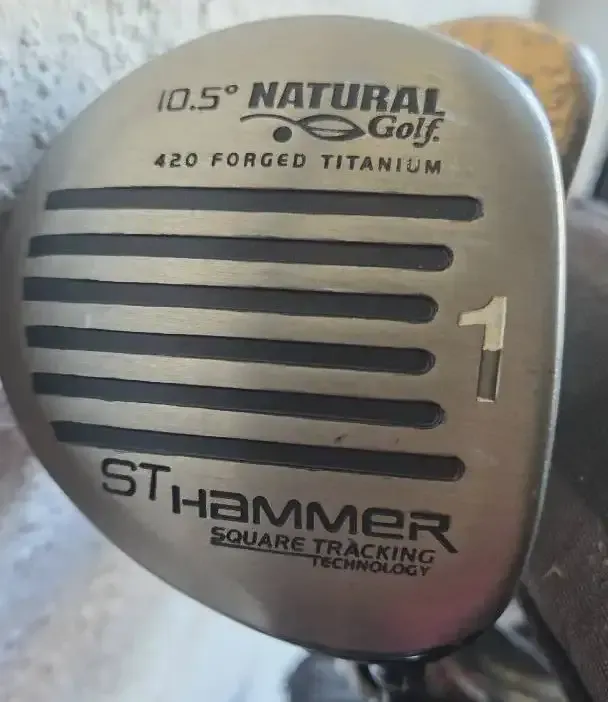 10.5° NATURAL
Golf.
420 FORGED TITANIUM
1
ST HAMMER
SQUARE TRACKING
TECHNOLOGY